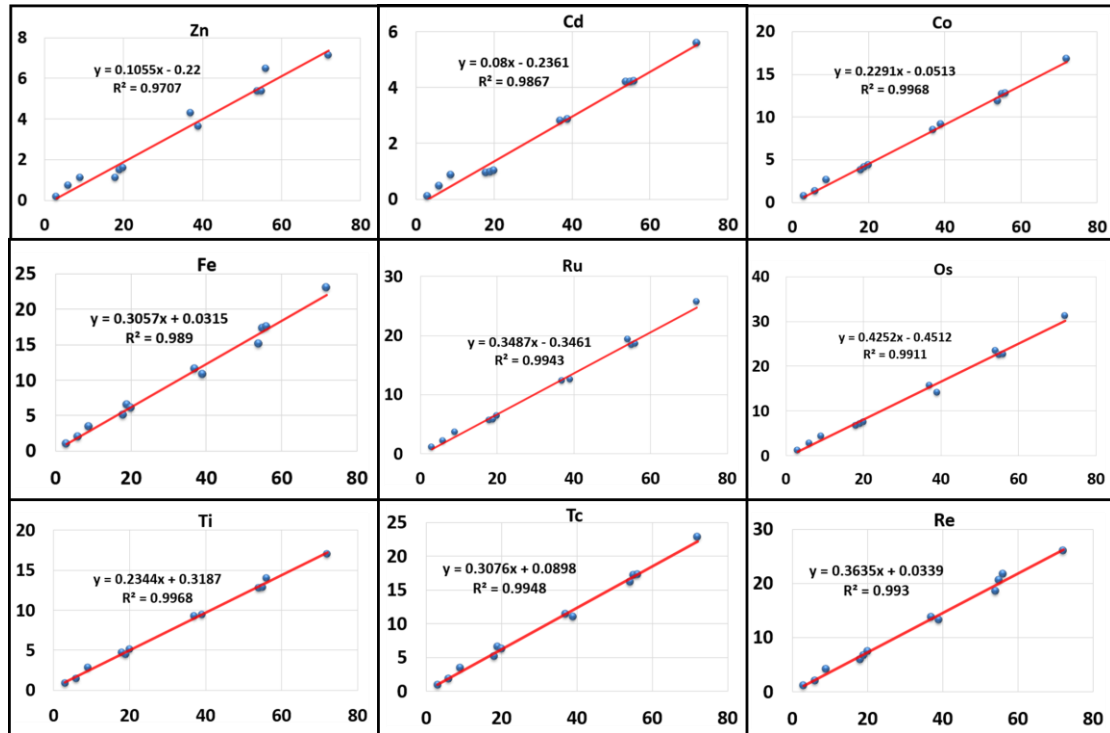 Zn
8
y = 0.1055x - 0.22
R² = 0.9707
6
4
2
0
0 20 40 60 80
Cd
6
y = 0.08x - 0.2361
R² = 0.9867
4
2
0
0 20 40 60 80
Co
20
y = 0.2291x - 0.0513
R² = 0.9968
15
10
5
0
0 20 40 60 80
Fe
25
20
y = 0.3057x + 0.0315
R² = 0.989
15
10
5
0
0 20 40 60 80
Ru
30
y = 0.3487x - 0.3461
R² = 0.9943
20
10
0
0 20 40 60 80
Os
40
30
y = 0.4252x - 0.4512
R² = 0.9911
20
10
0
0 20 40 60 80
Ti
20
15
y = 0.2344x + 0.3187
R² = 0.9968
10
5
0
0 20 40 60 80
Tc
25
20
y = 0.3076x + 0.0898
R² = 0.9948
15
10
5
0
0 20 40 60 80
Re
30
y = 0.3635x + 0.0339
R² = 0.993
20
10
0
0 20 40 60 80